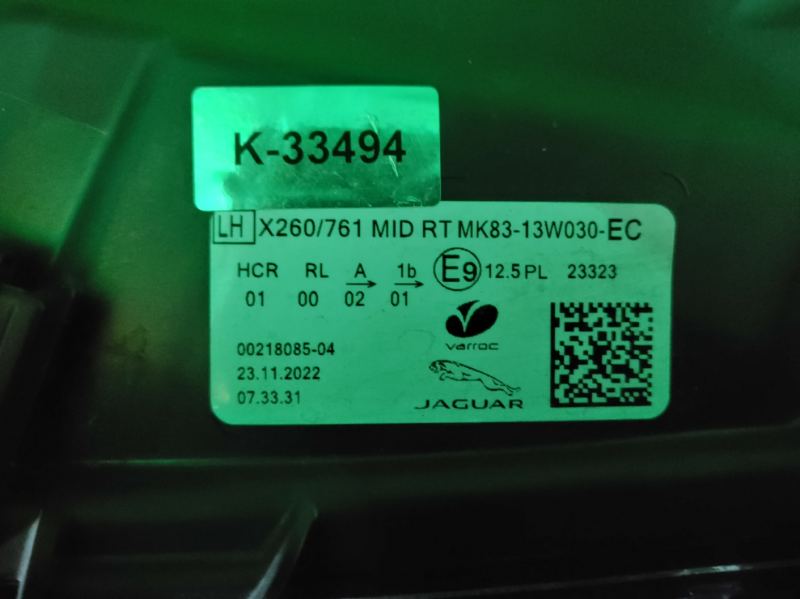 K-33494
LH X260/761 MID RT MK83-13W030-EC
HCR RL A 1b E9 12.5 PL 23323
01 00 02 01
varroc
00218085-04
23.11.2022
07.33.31
JAGUAR